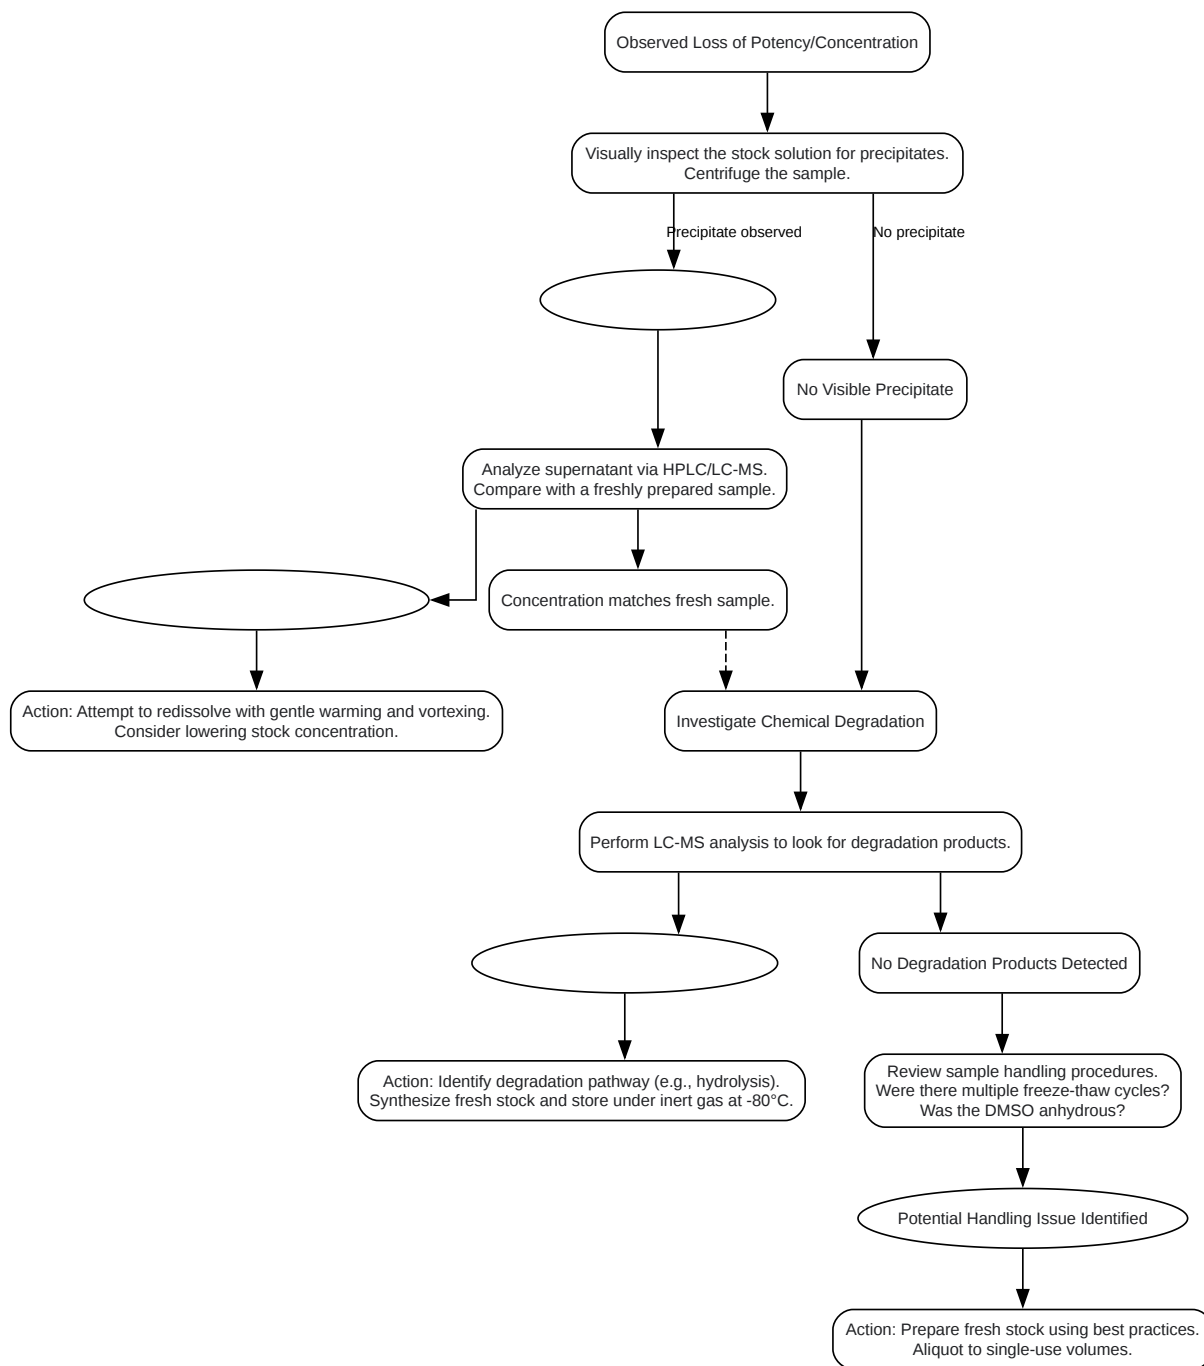 Observed Loss of Potency/Concentration
Visually inspect the stock solution for precipitates.
Centrifuge the sample.
Precipitate observed
No precipitate
No Visible Precipitate
Analyze supernatant via HPLC/LC-MS.
Compare with a freshly prepared sample.
Concentration matches fresh sample.
Action: Attempt to redissolve with gentle warming and vortexing.
Consider lowering stock concentration.
Investigate Chemical Degradation
Perform LC-MS analysis to look for degradation products.
No Degradation Products Detected
Action: Identify degradation pathway (e.g., hydrolysis).
Synthesize fresh stock and store under inert gas at -80°C.
Review sample handling procedures.
Were there multiple freeze-thaw cycles?
Was the DMSO anhydrous?
Potential Handling Issue Identified
Action: Prepare fresh stock using best practices.
Aliquot to single-use volumes.